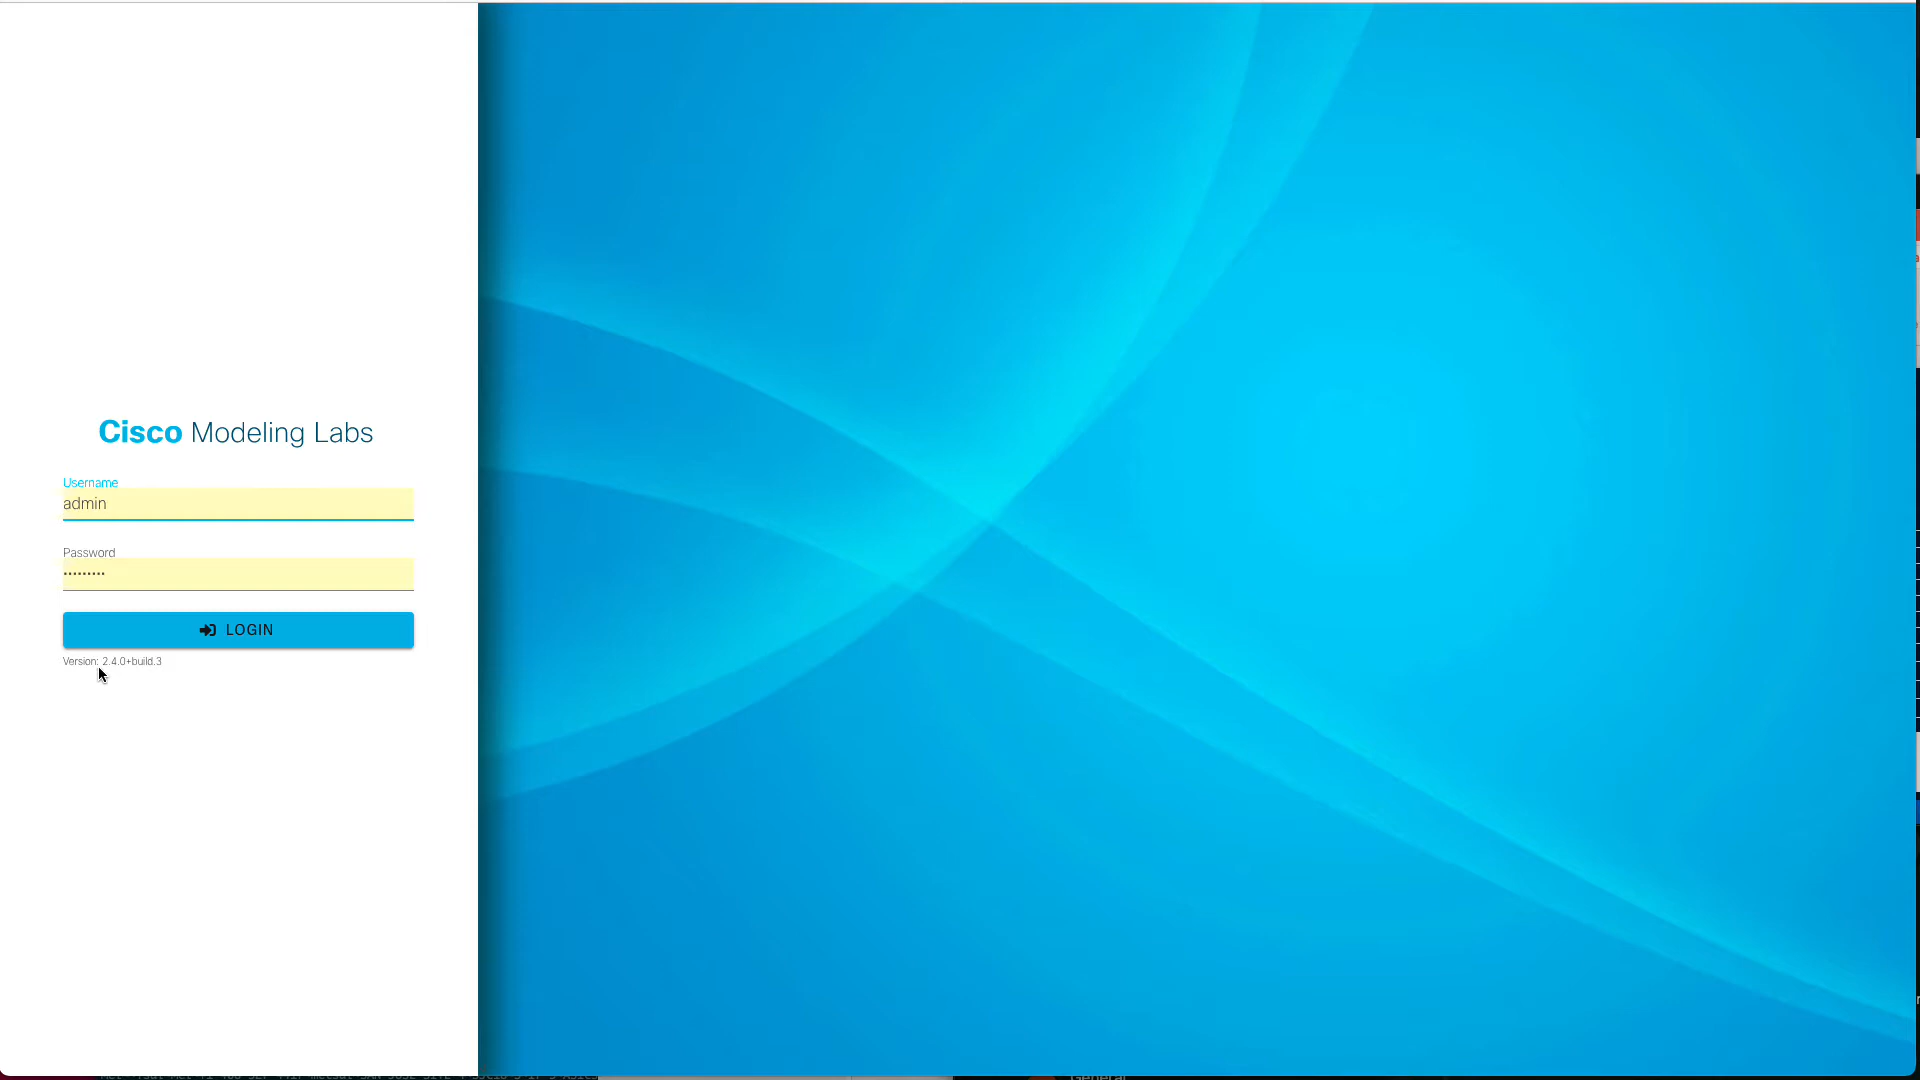 Cisco Modeling Labs
Username
admin
Password
•••••••••
LOGIN
Version: 2.4.0+build.3